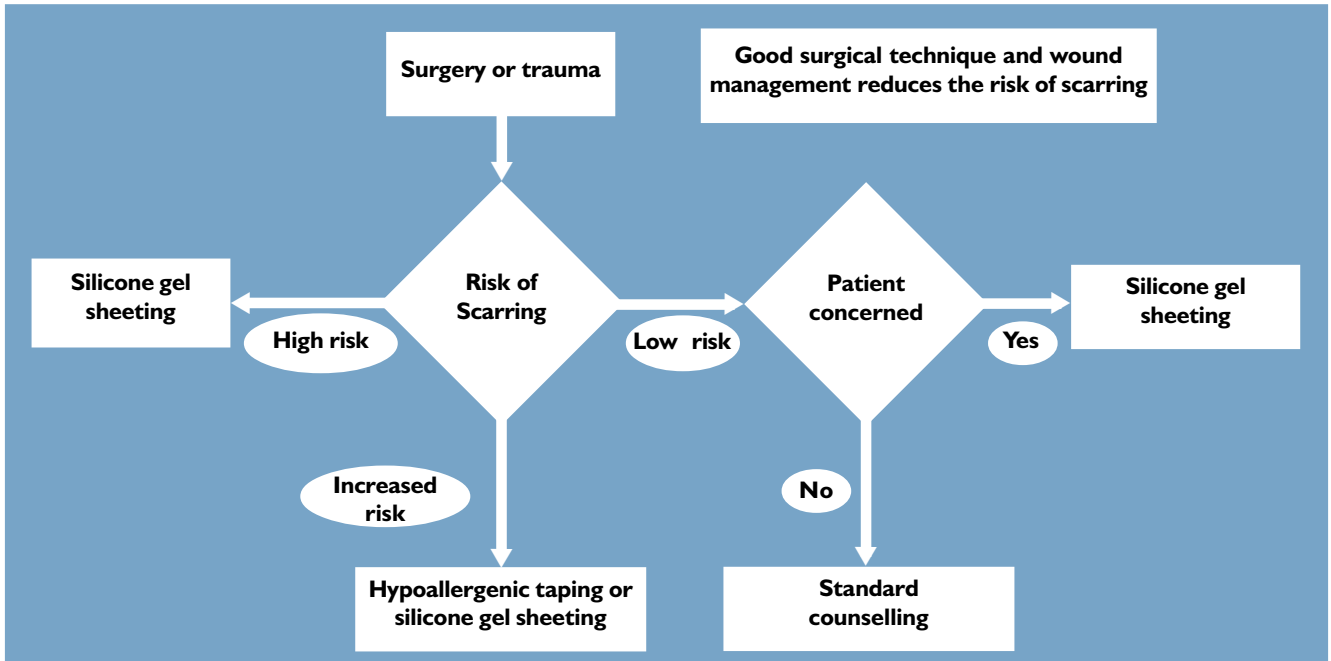 Surgery or trauma
Good surgical technique and wound
management reduces the risk of scarring
Silicone gel
sheeting
Risk of
Scarring
Patient
concerned
Silicone gel
sheeting
High risk
Low risk
Yes
Increased
risk
No
Hypoallergenic taping or
silicone gel sheeting
Standard
counselling